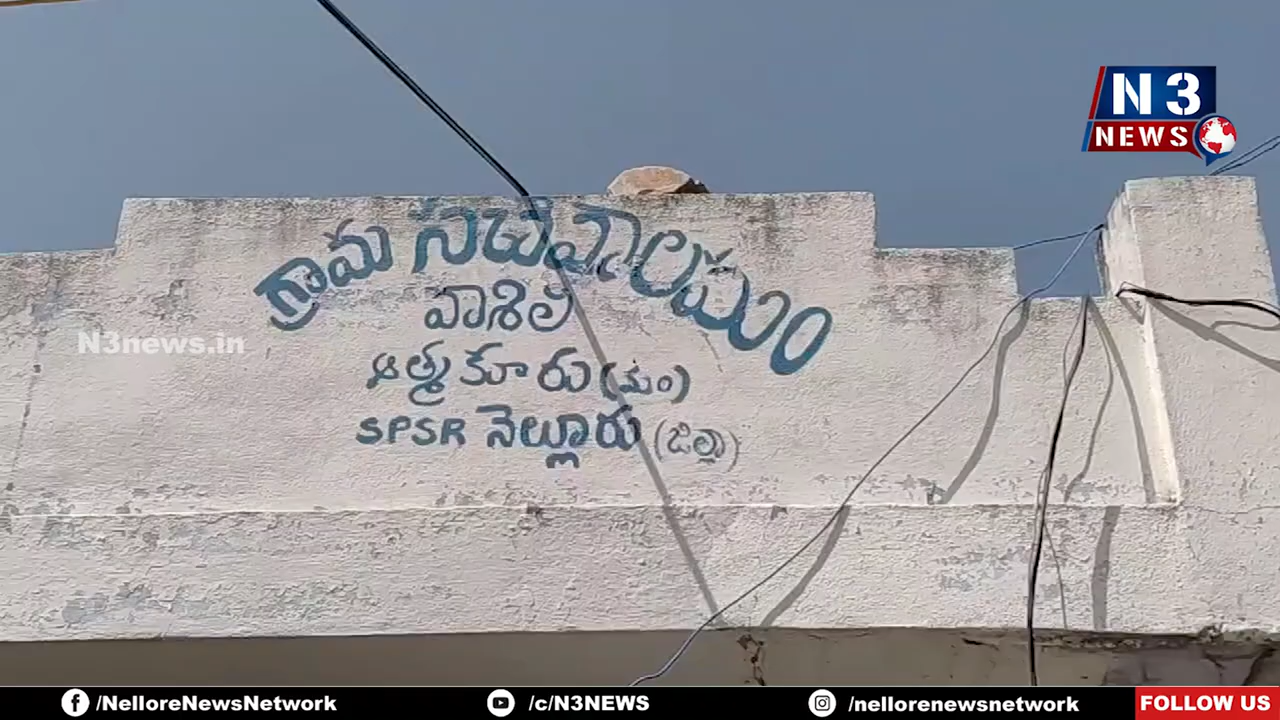 N3
NEWS
గ్రామ సచివాలయం
వాశిలి
ఆత్మకూరు (మం)
SPSR నెల్లూరు (జిల్లా)
N3news.in
/NelloreNewsNetwork
/c/N3NEWS
/nellorenewsnetwork
FOLLOW US